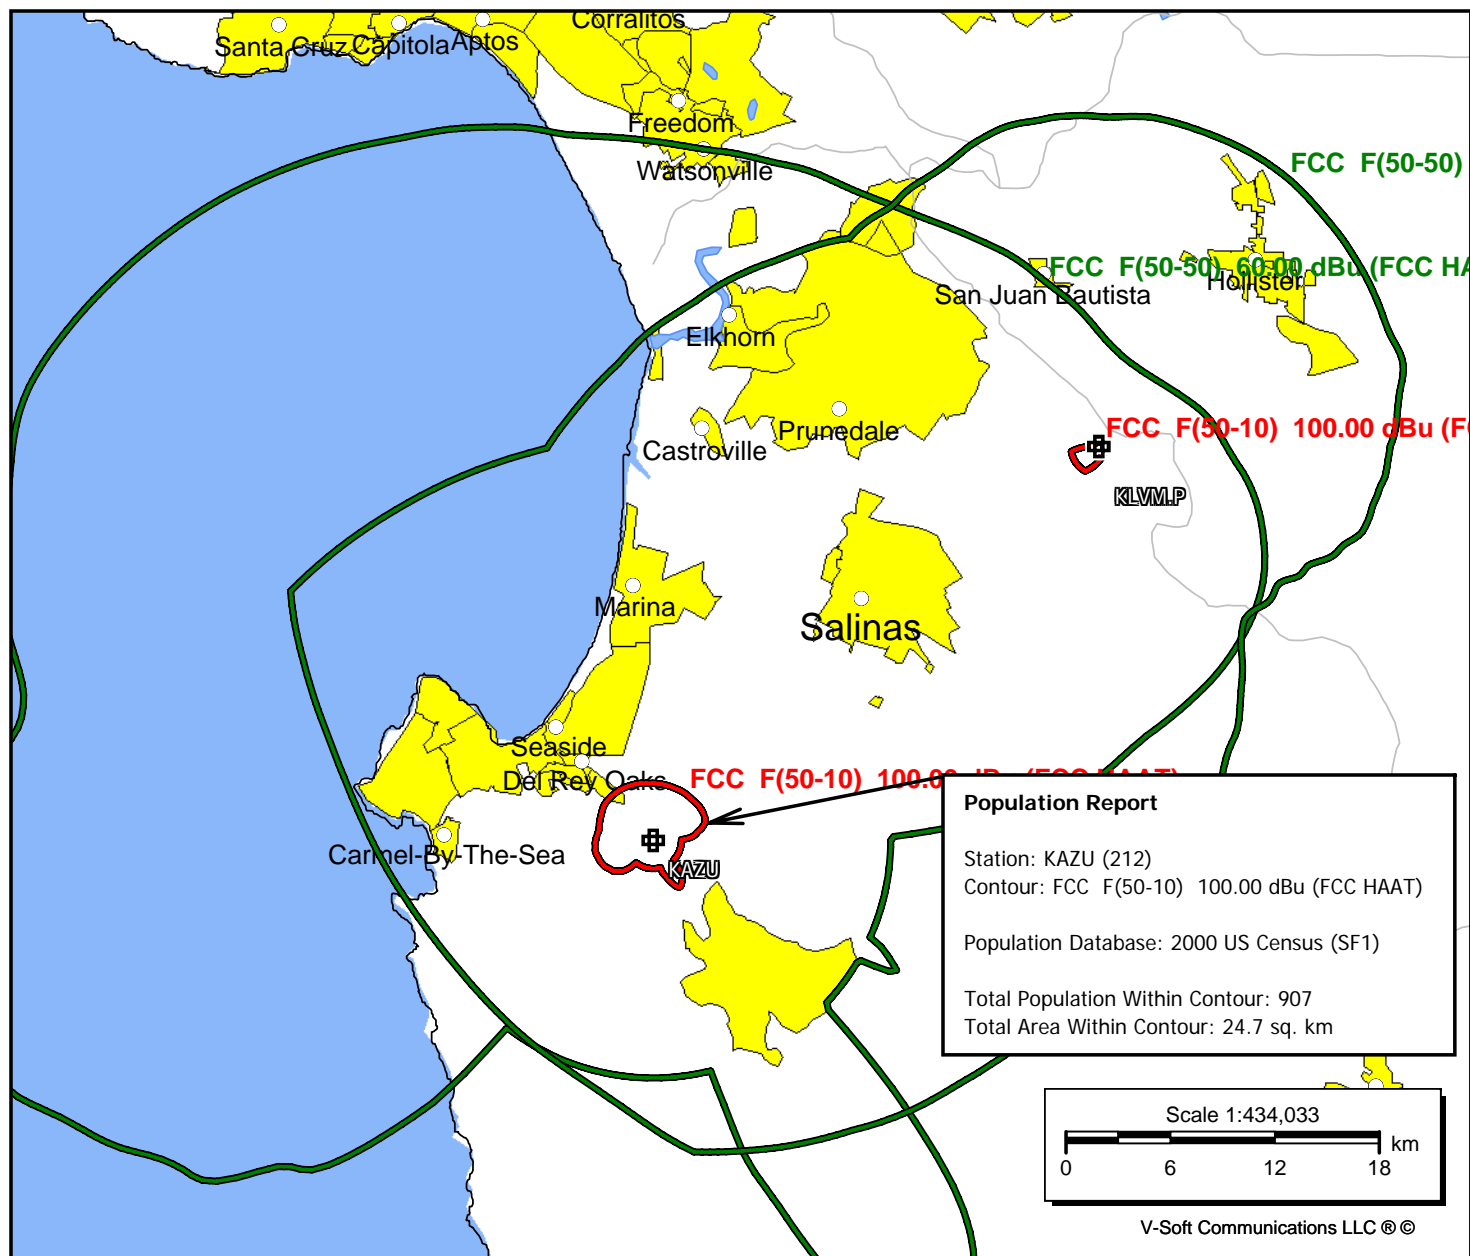 Corralitos
Santa Cruz
Capitola
Aptos
Freedom
Watsonville
FCC F(50-50)
FCC F(50-50) 60.00 dBu (FCC HA
Hollister
San Juan Bautista
Elkhorn
Prunedale
Castroville
FCC F(50-10) 100.00 dBu (F
KLVM.P
Marina
Salinas
Seaside
Del Rey Oaks
FCC F(50-10) 100.00 dBu (FCC HAAT)
Carmel-By-The-Sea
KAZU
Population Report
Station: KAZU (212)
Contour: FCC F(50-10) 100.00 dBu (FCC HAAT)
Population Database: 2000 US Census (SF1)
Total Population Within Contour: 907
Total Area Within Contour: 24.7 sq. km
Scale 1:434,033
km
0 6 12 18
V-Soft Communications LLC ® ©